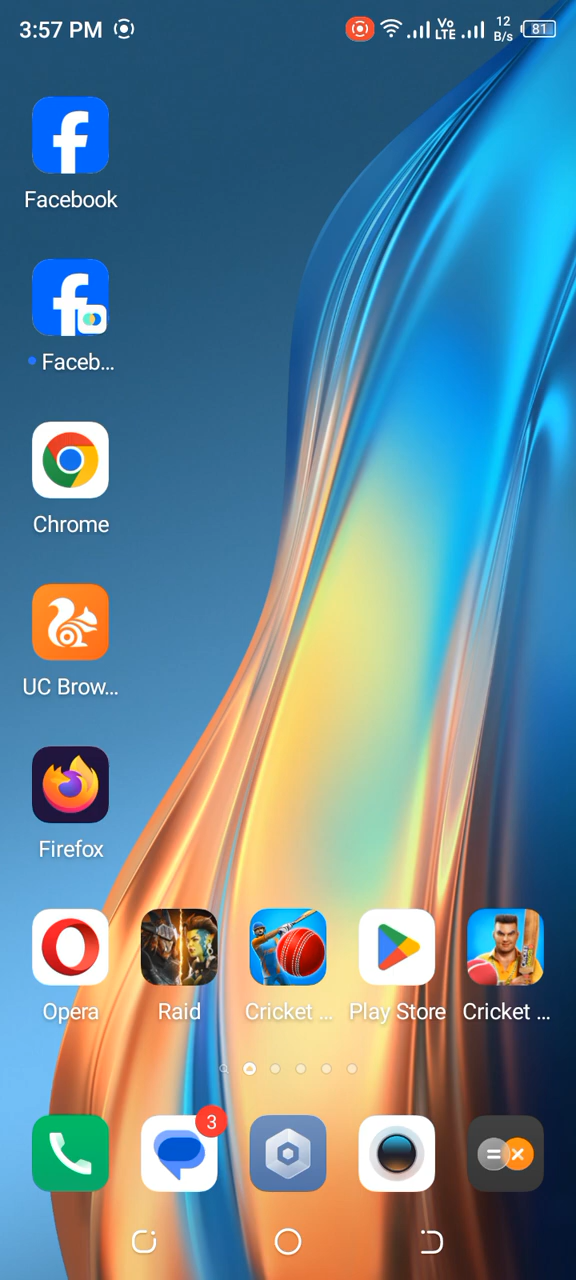 3:57 PM
Vo
LTE
12
B/s
81
Facebook
Faceb...
Chrome
UC Brow...
Firefox
Opera
Raid
Cricket ...
Play Store
Cricket ...
3